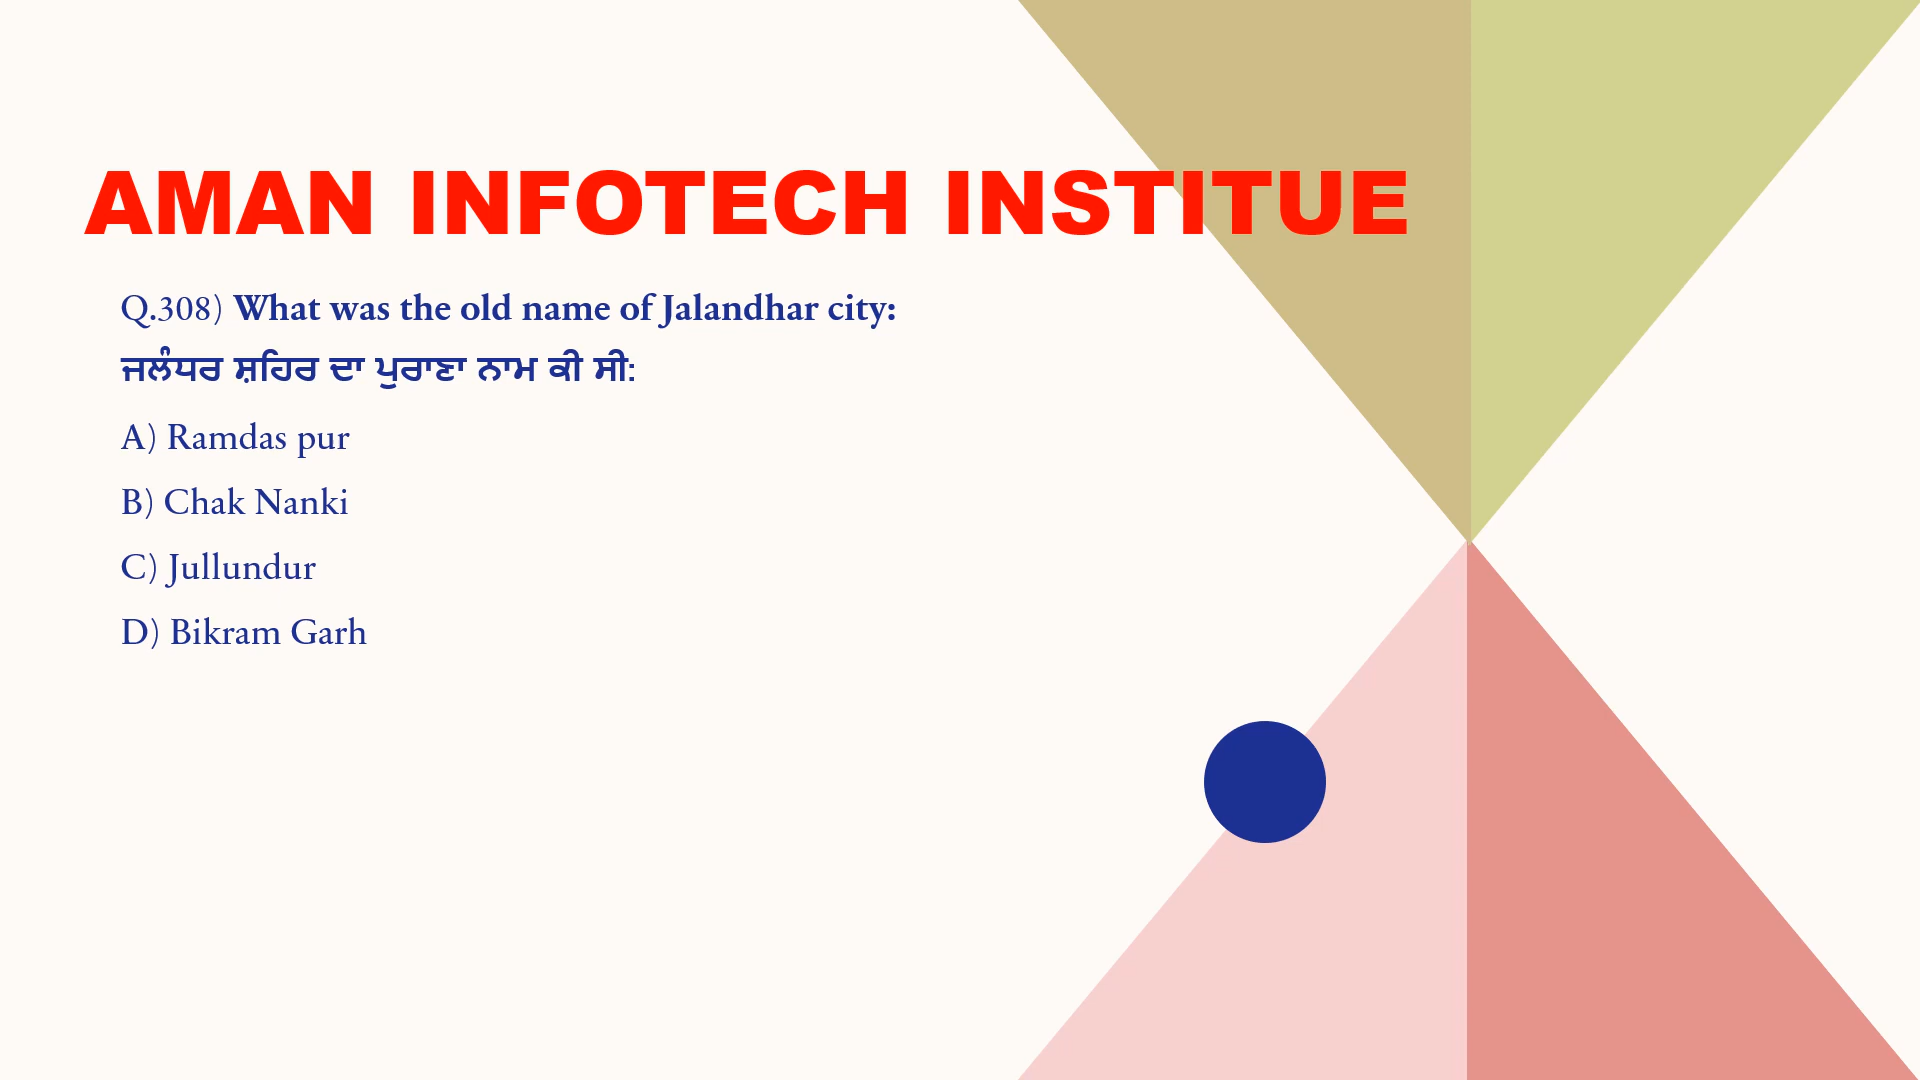 AMAN INFOTECH INSTITUE
Q.308) What was the old name of Jalandhar city:
ਜਲੰਧਰ ਸ਼ਹਿਰ ਦਾ ਪੁਰਾਣਾ ਨਾਮ ਕੀ ਸੀ:
A) Ramdas pur
B) Chak Nanki
C) Jullundur
D) Bikram Garh